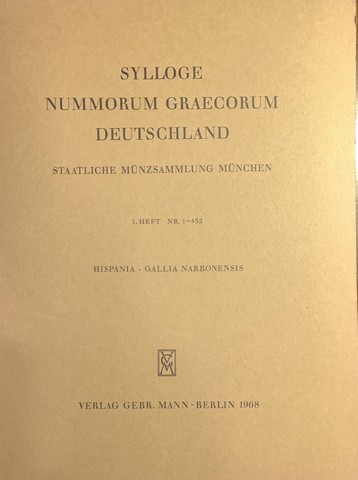 SYLLOGE
NUMMORUM GRAECORUM
DEUTSCHLAND
STAATLICHE MÜNZSAMMLUNG MÜNCHEN
1. HEFT · NR. 1–452
HISPANIA · GALLIA NARBONENSIS
VERLAG GEBR. MANN · BERLIN 1968